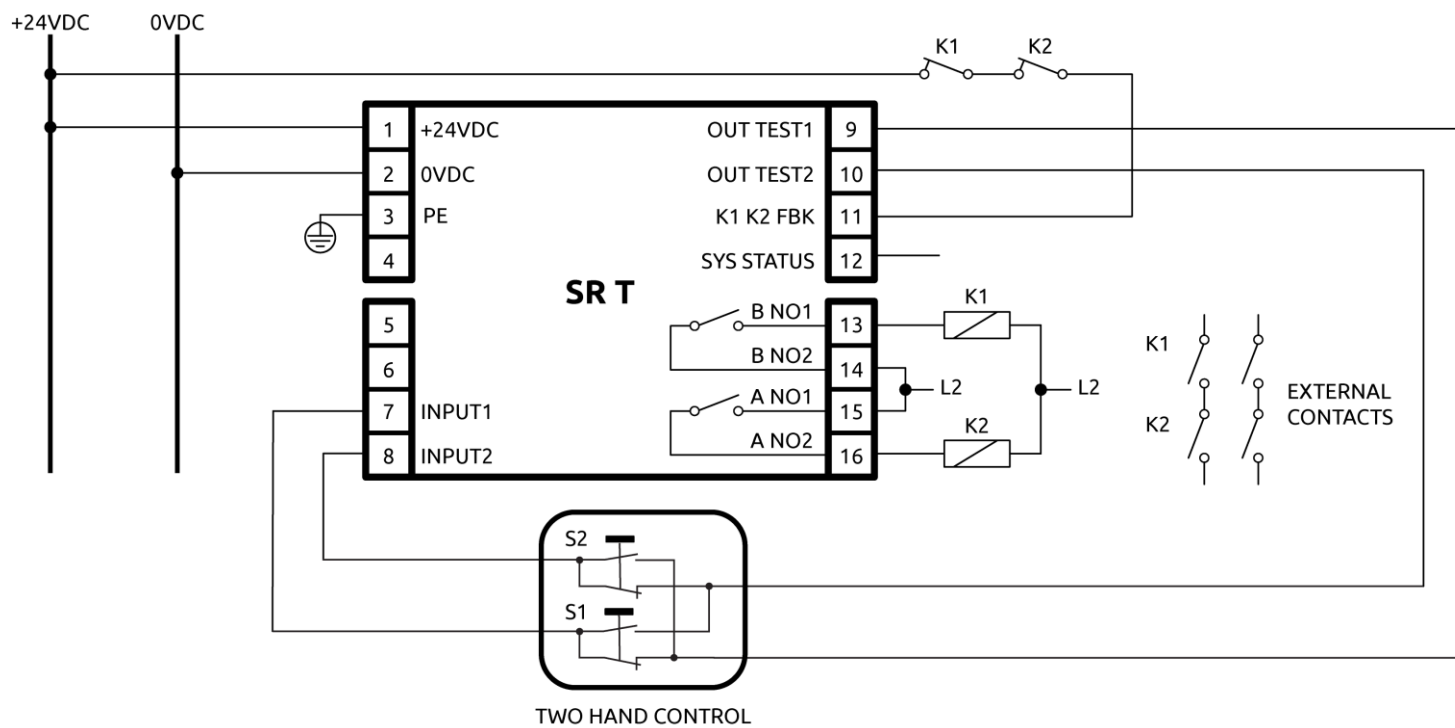 +24VDC 0VDC
K1 K2
1 +24VDC OUT TEST1 9
2 0VDC OUT TEST2 10
3 PE K1 K2 FBK 11
4 SYS STATUS 12
SR T
5 B NO1 13 K1
6 B NO2 14
L2 L2
7 INPUT1 A NO1 15
8 INPUT2 A NO2 16 K2
K1
K2
EXTERNAL
CONTACTS
S2
S1
TWO HAND CONTROL